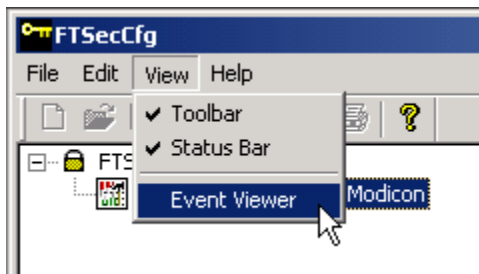 FTSecCfg
File Edit View Help
Toolbar
Status Bar
FTS
Event Viewer
Modicon